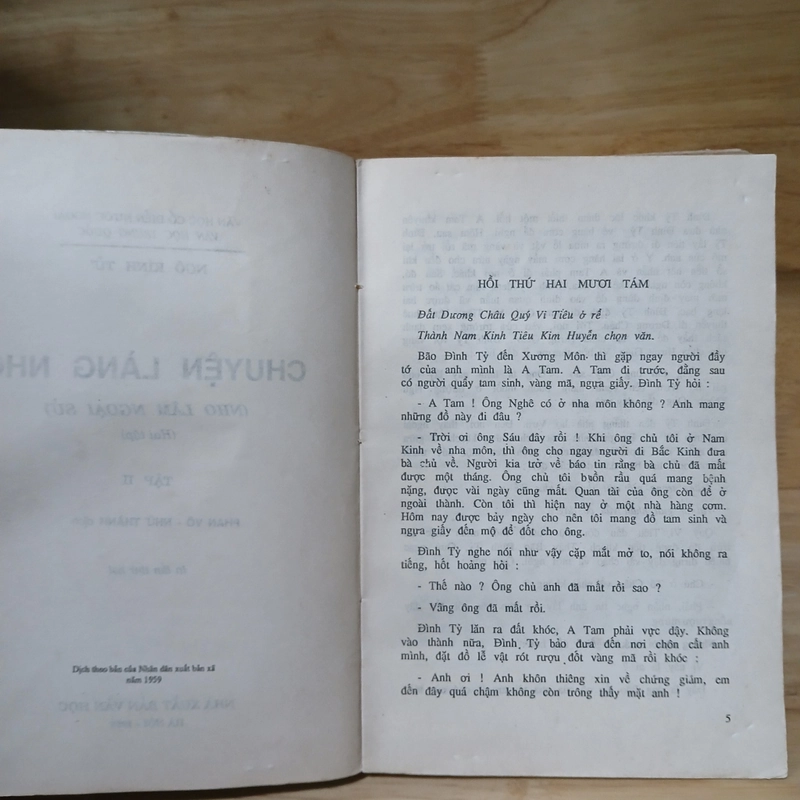 Dịch theo bản của Nhân dân xuất bản xã
năm 1959
HỒI THỨ HAI MƯƠI TÁM
Đất Dương Châu Quý Vi Tiêu ở rể
Thành Nam Kinh Tiêu Kim Huyễn chọn văn.
Bão Đình Tỷ đến Xương Môn thì gặp ngay người đầy
tớ của anh mình là A Tam. A Tam đi trước, đằng sau
có người quẩy tam sinh, vàng mã, ngựa giấy. Đình Tỷ hỏi :
- A Tam ! Ông Nghê có ở nha môn không ? Anh mang
những đồ này đi đâu ?
- Trời ơi ông Sáu đây rồi ! Khi ông chủ tôi ở Nam
Kinh về nha môn, thì ông cho ngay người đi Bắc Kinh đưa
bà chủ về. Người kia trở về báo tin rằng bà chủ đã mất
được một tháng. Ông chủ tôi buồn rầu quá mang bệnh
nặng, được vài ngày cũng mất. Quan tài của ông còn để ở
ngoài thành. Còn tôi thì hiện nay ở một nhà hàng cơm.
Hôm nay được bảy ngày cho nên tôi mang đồ tam sinh và
ngựa giấy đến mộ để đốt cho ông.
Đình Tỷ nghe nói như vậy cặp mắt mở to, nói không ra
tiếng, hốt hoảng hỏi :
- Thế nào ? Ông chủ anh đã mất rồi sao ?
- Vâng ông đã mất rồi.
Đình Tỷ lăn ra đất khóc, A Tam phải vực dậy. Không
vào thành nữa, Đình Tỷ bảo đưa đến nơi chôn cất anh
mình, đặt đồ lễ vật rót rượu đốt vàng mã rồi khóc :
- Anh ơi ! Anh khôn thiêng xin về chứng giám, em
đến đây quá chậm không còn trông thấy mặt anh !
5